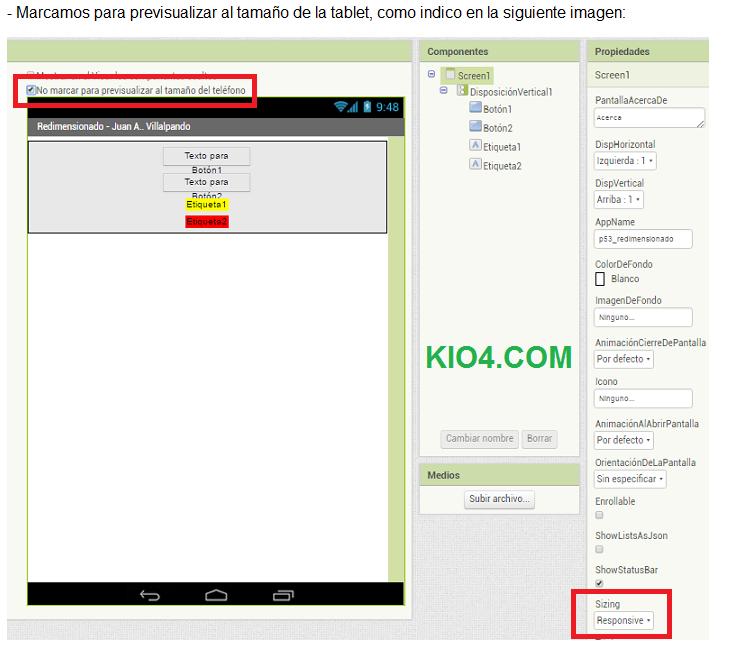 - Marcamos para previsualizar al tamaño de la tablet, como indico en la siguiente imagen:
No marcar para previsualizar al tamaño del teléfono
9:48
Redimensionado - Juan A.. Villalpando
Texto para
Botón1
Texto para
Botón2
Etiqueta1
Etiqueta2
Componentes
Screen1
DisposiciónVertical1
Botón1
Botón2
Etiqueta1
Etiqueta2
KIO4.COM
Cambiar nombre
Borrar
Medios
Subir archivo...
Propiedades
Screen1
PantallaAcercaDe
Acerca
DispHorizontal
Izquierda : 1
DispVertical
Arriba : 1
AppName
p53_redimensionado
ColorDeFondo
Blanco
ImagenDeFondo
Ninguno...
AnimaciónCierreDePantalla
Por defecto
Icono
Ninguno...
AnimaciónAlAbrirPantalla
Por defecto
OrientaciónDeLaPantalla
Sin especificar
Enrollable
ShowListsAsJson
ShowStatusBar
Sizing
Responsive